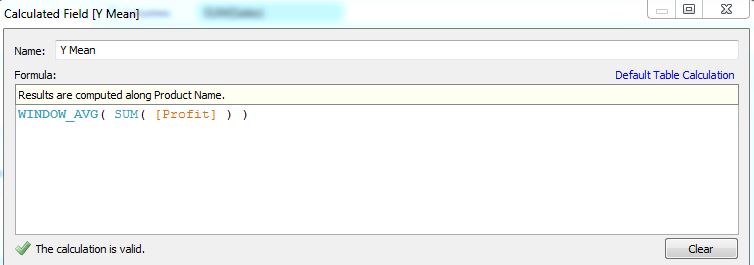 Calculated Field [Y Mean]
Name: Y Mean
Formula: Default Table Calculation
Results are computed along Product Name.
WINDOW_AVG( SUM( [Profit] ) )
The calculation is valid. Clear